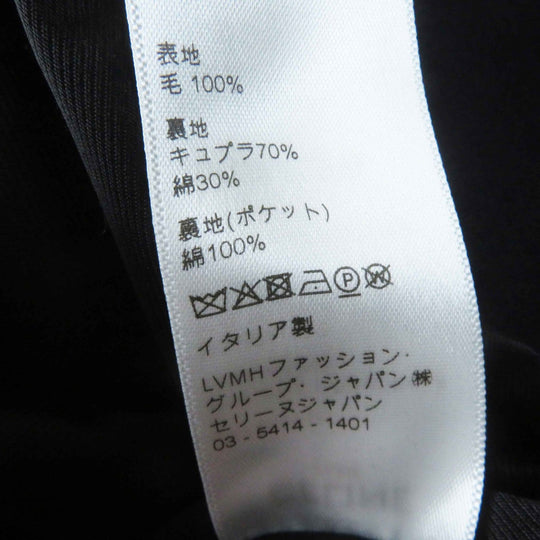 表地
毛 100%
裏地
キュプラ70%
綿30%
裏地(ポケット)
綿100%
イタリア製
LVMHファッション・
グループ・ジャパン㈱
セリーヌジャパン
03 - 5414 - 1401